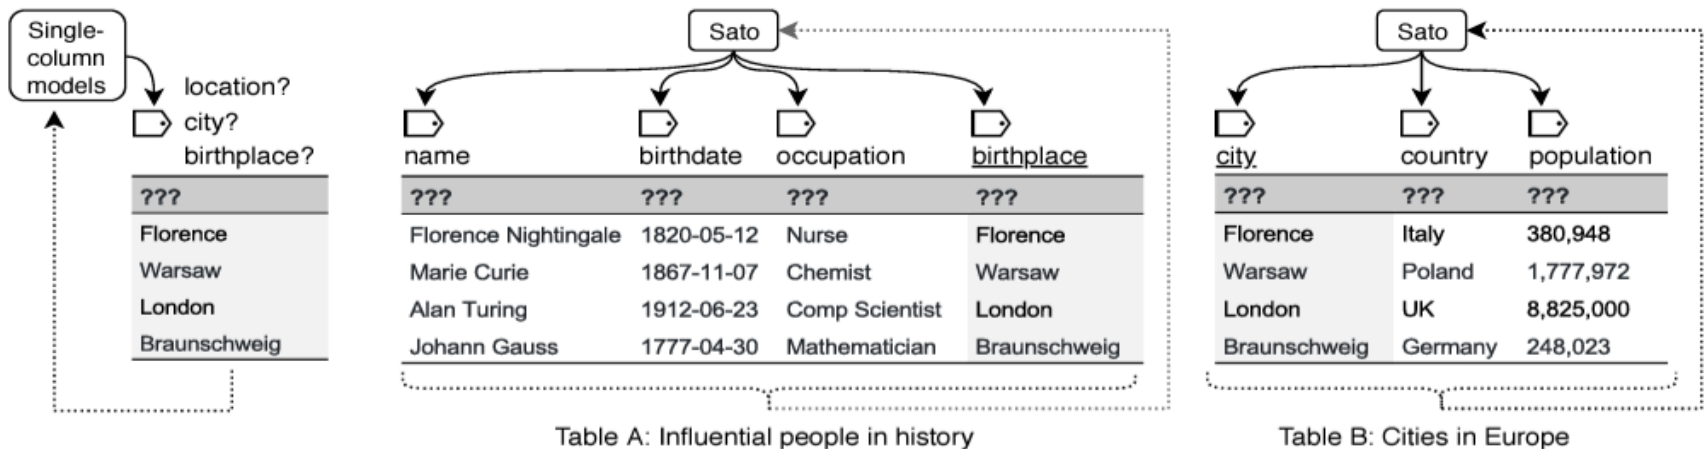 Single-
column
models
location?
city?
birthplace?
???
Florence
Warsaw
London
Braunschweig
Sato
name birthdate occupation birthplace
??? ??? ??? ???
Florence Nightingale 1820-05-12 Nurse Florence
Marie Curie 1867-11-07 Chemist Warsaw
Alan Turing 1912-06-23 Comp Scientist London
Johann Gauss 1777-04-30 Mathematician Braunschweig
Table A: Influential people in history
Sato
city country population
??? ??? ???
Florence Italy 380,948
Warsaw Poland 1,777,972
London UK 8,825,000
Braunschweig Germany 248,023
Table B: Cities in Europe